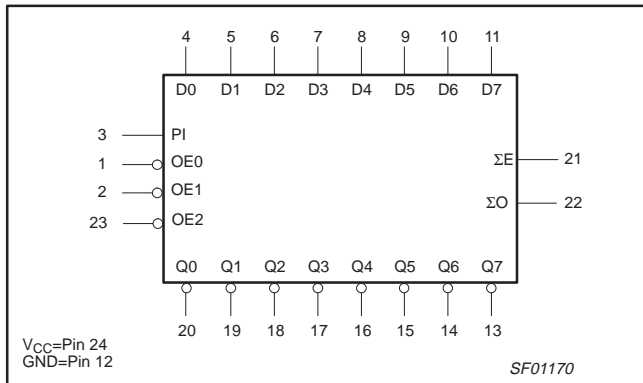 4 5 6 7 8 9 10 11
D0 D1 D2 D3 D4 D5 D6 D7
3 PI
1 OE0
ΣE 21
2 OE1
ΣO 22
23 OE2
Q0 Q1 Q2 Q3 Q4 Q5 Q6 Q7
20 19 18 17 16 15 14 13
VCC=Pin 24
GND=Pin 12
SF01170